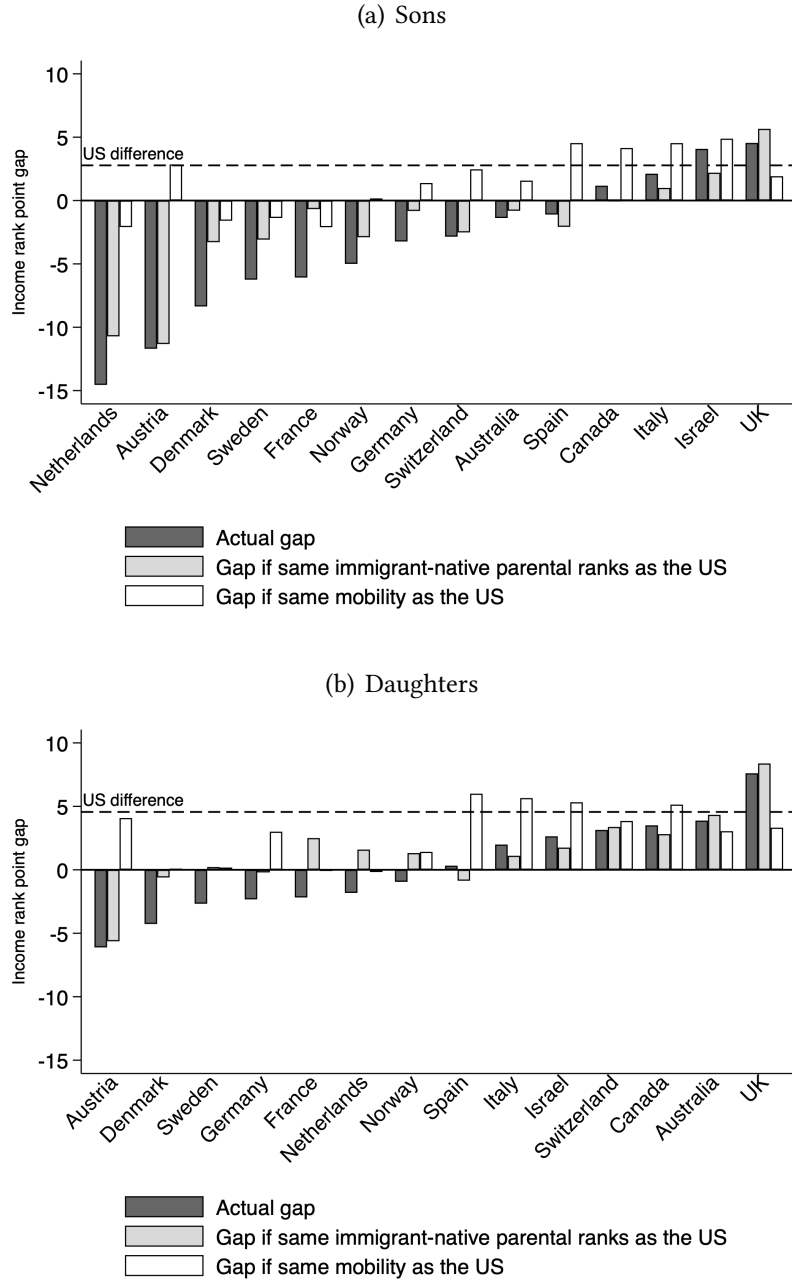 (a) Sons
Income rank point gap
10
5
0
-5
-10
-15
US difference
Netherlands
Austria
Denmark
Sweden
France
Norway
Germany
Switzerland
Australia
Spain
Canada
Italy
Israel
UK
Actual gap
Gap if same immigrant-native parental ranks as the US
Gap if same mobility as the US
(b) Daughters
Income rank point gap
10
5
0
-5
-10
-15
US difference
Austria
Denmark
Sweden
Germany
France
Netherlands
Norway
Spain
Italy
Israel
Switzerland
Canada
Australia
UK
Actual gap
Gap if same immigrant-native parental ranks as the US
Gap if same mobility as the US